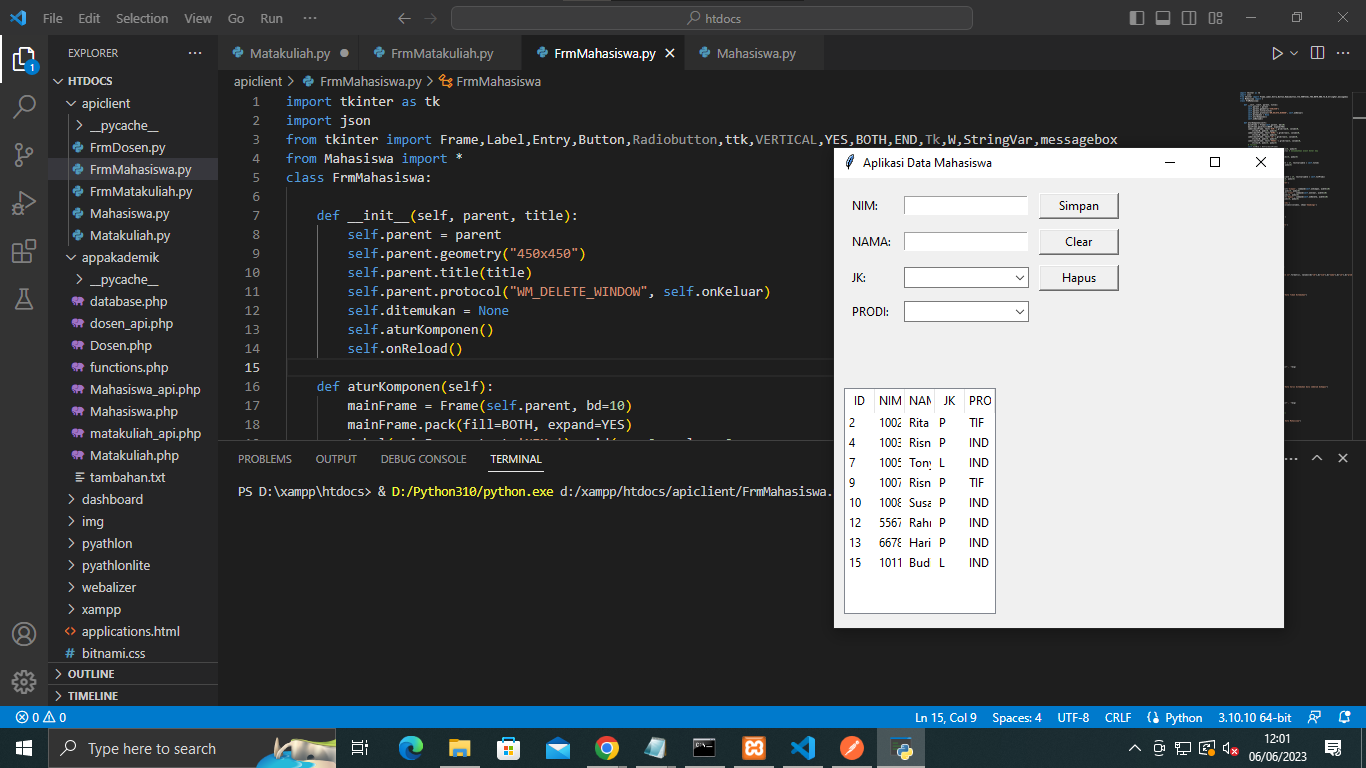 File Edit Selection View Go Run ··· htdocs
EXPLORER ···
HTDOCS
apiclient
__pycache__
FrmDosen.py
FrmMahasiswa.py
FrmMatakuliah.py
Mahasiswa.py
Matakuliah.py
appakademik
__pycache__
database.php
dosen_api.php
Dosen.php
functions.php
Mahasiswa_api.php
Mahasiswa.php
matakuliah_api.php
Matakuliah.php
tambahan.txt
dashboard
img
pyathlon
pyathlonlite
webalizer
xampp
applications.html
# bitnami.css
OUTLINE
TIMELINE
1
Matakuliah.py FrmMatakuliah.py FrmMahasiswa.py Mahasiswa.py
apiclient > FrmMahasiswa.py > FrmMahasiswa
1 import tkinter as tk
2 import json
3 from tkinter import Frame,Label,Entry,Button,Radiobutton,ttk,VERTICAL,YES,BOTH,END,Tk,W,StringVar,messagebox
4 from Mahasiswa import *
5 class FrmMahasiswa:
6
7 def __init__(self, parent, title):
8 self.parent = parent
9 self.parent.geometry("450x450")
10 self.parent.title(title)
11 self.parent.protocol("WM_DELETE_WINDOW", self.onKeluar)
12 self.ditemukan = None
13 self.aturKomponen()
14 self.onReload()
15
16 def aturKomponen(self):
17 mainFrame = Frame(self.parent, bd=10)
18 mainFrame.pack(fill=BOTH, expand=YES)
PROBLEMS OUTPUT DEBUG CONSOLE TERMINAL
PS D:\xampp\htdocs> & D:/Python310/python.exe d:/xampp/htdocs/apiclient/FrmMahasiswa.
Aplikasi Data Mahasiswa
NIM: Simpan
NAMA: Clear
JK: Hapus
PRODI:
ID NIM NAM JK PRO
2 1002 Rita P TIF
4 1003 Risn P IND
7 1005 Tony L IND
9 1007 Risn P TIF
10 1008 Susa P IND
12 5567 Rahr P IND
13 6678 Hari P IND
15 1011 Bud L IND
0 0 Ln 15, Col 9 Spaces: 4 UTF-8 CRLF Python 3.10.10 64-bit
Type here to search
12:01
06/06/2023